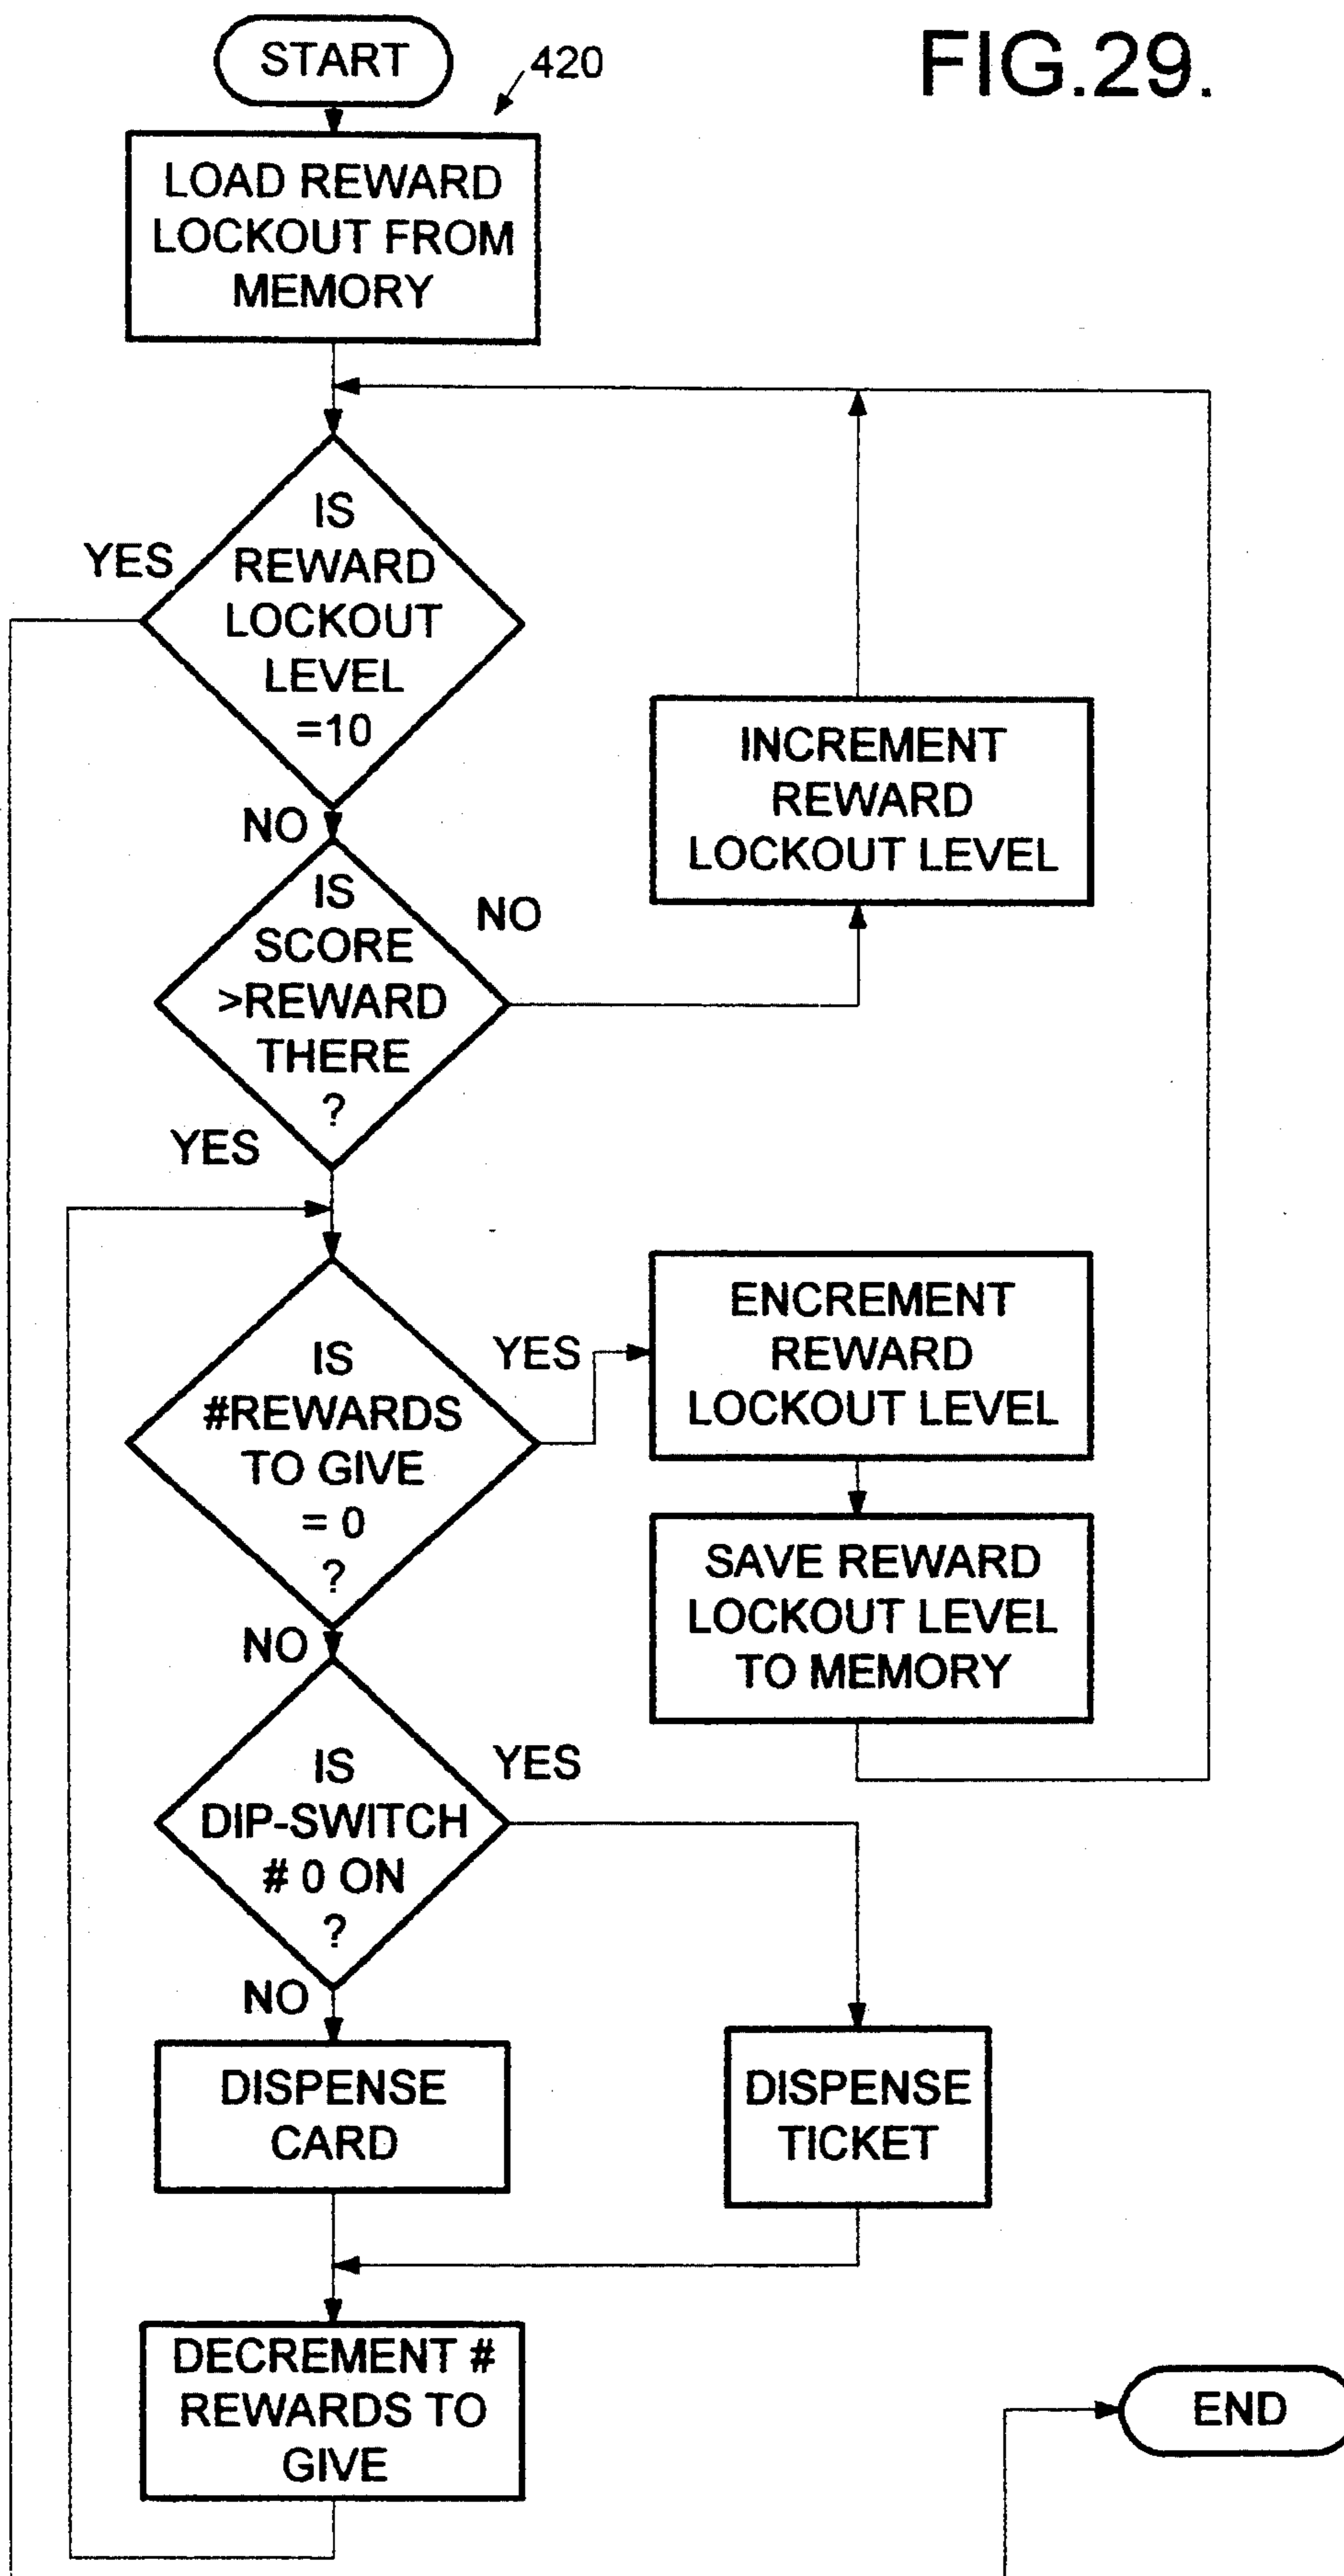 FIG.29.
START
420
LOAD REWARD
LOCKOUT FROM
MEMORY
IS
REWARD
LOCKOUT
LEVEL
=10
YES
NO
INCREMENT
REWARD
LOCKOUT LEVEL
IS
SCORE
>REWARD
THERE
?
NO
YES
IS
#REWARDS
TO GIVE
= 0
?
YES
NO
ENCREMENT
REWARD
LOCKOUT LEVEL
SAVE REWARD
LOCKOUT LEVEL
TO MEMORY
IS
DIP-SWITCH
# 0 ON
?
YES
NO
DISPENSE
CARD
DISPENSE
TICKET
DECREMENT #
REWARDS TO
GIVE
END